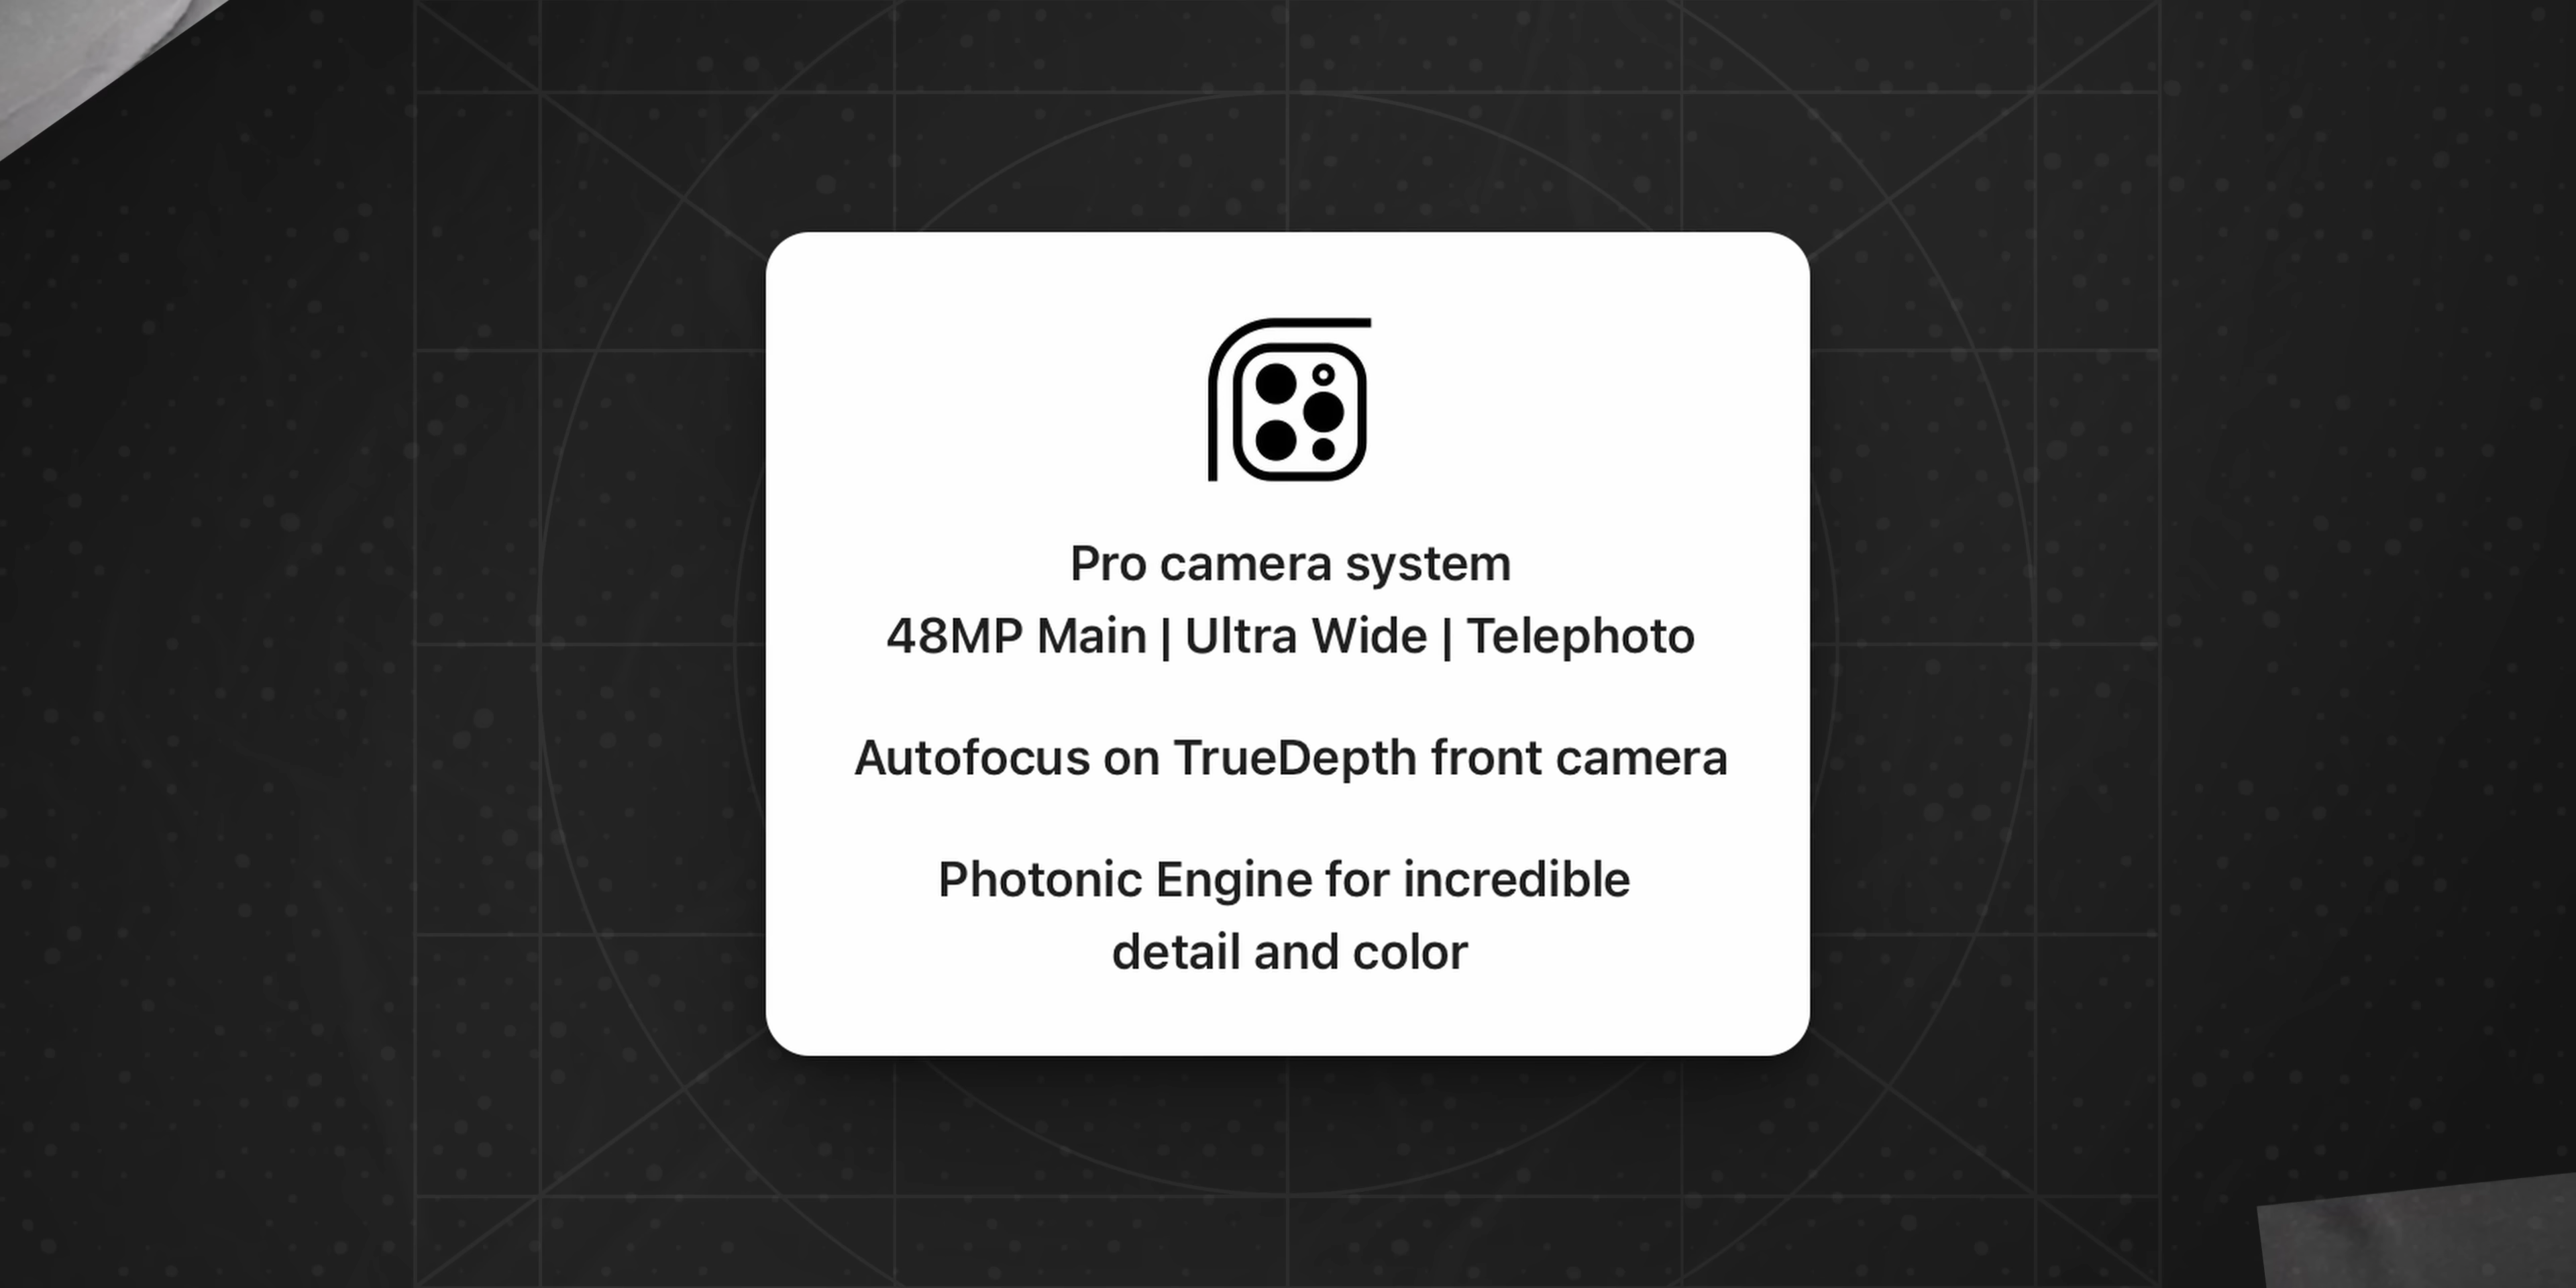 Pro camera system
48MP Main | Ultra Wide | Telephoto
Autofocus on TrueDepth front camera
Photonic Engine for incredible
detail and color